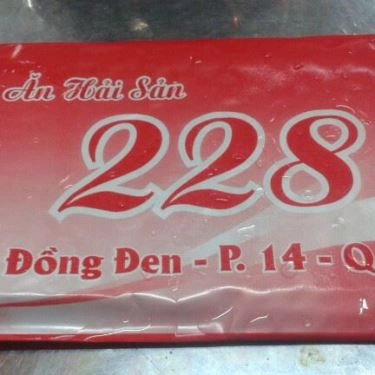 Ăn Hải Sản
228
Đồng Đen - P. 14 - Q